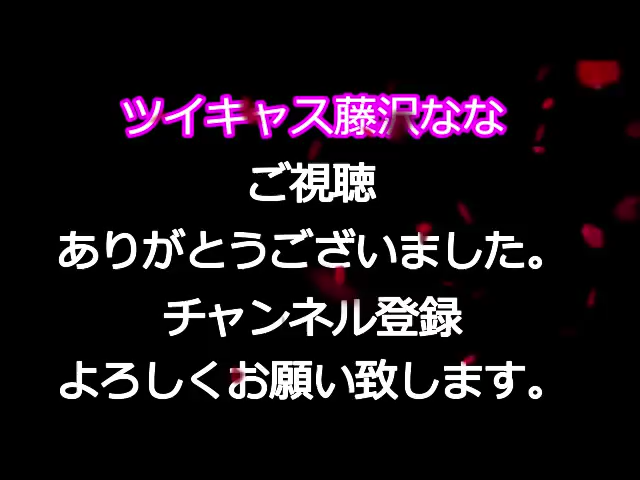 ツイキャス藤沢なな
ご視聴
ありがとうございました。
チャンネル登録
よろしくお願い致します。